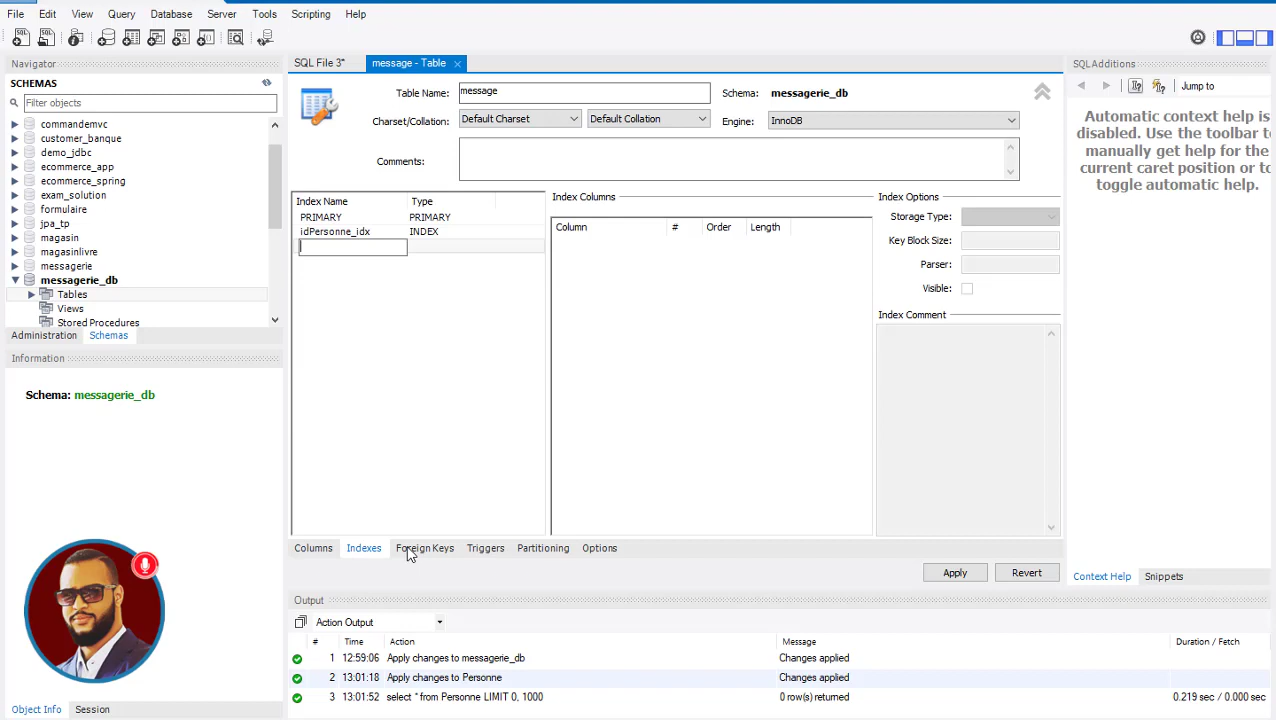 File Edit View Query Database Server Tools Scripting Help
Navigator
SCHEMAS
Filter objects
commandemvc
customer_banque
demo_jdbc
ecommerce_app
ecommerce_spring
exam_solution
formulaire
jpa_tp
magasin
magasinlivre
messagerie
messagerie_db
Tables
Views
Stored Procedures
Administration Schemas
Information
Schema: messagerie_db
Object Info Session
SQL File 3* message - Table
Table Name: message Schema: messagerie_db
Charset/Collation: Default Charset Default Collation Engine: InnoDB
Comments:
Index Name Type
PRIMARY PRIMARY
idPersonne_idx INDEX
Index Columns
Column # Order Length
Index Options
Storage Type:
Key Block Size:
Parser:
Visible:
Index Comment
Columns Indexes Foreign Keys Triggers Partitioning Options
Apply Revert
Output
Action Output
# Time Action Message Duration / Fetch
1 12:59:06 Apply changes to messagerie_db Changes applied
2 13:01:18 Apply changes to Personne Changes applied
3 13:01:52 select * from Personne LIMIT 0, 1000 0 row(s) returned 0.219 sec / 0.000 sec
SQLAdditions
Jump to
Automatic context help is
disabled. Use the toolbar to
manually get help for the
current caret position or to
toggle automatic help.
Context Help Snippets